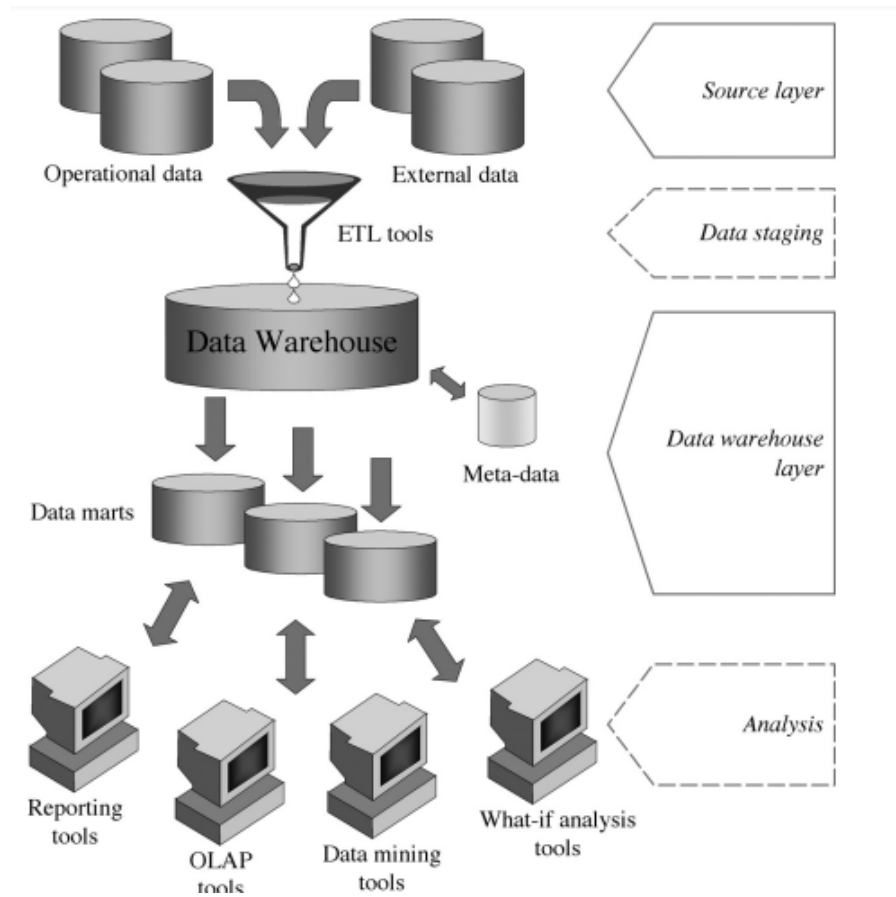 Source layer
Operational data
External data
ETL tools
Data staging
Data Warehouse
Data warehouse
layer
Meta-data
Data marts
Analysis
Reporting
tools
OLAP
tools
Data mining
tools
What-if analysis
tools